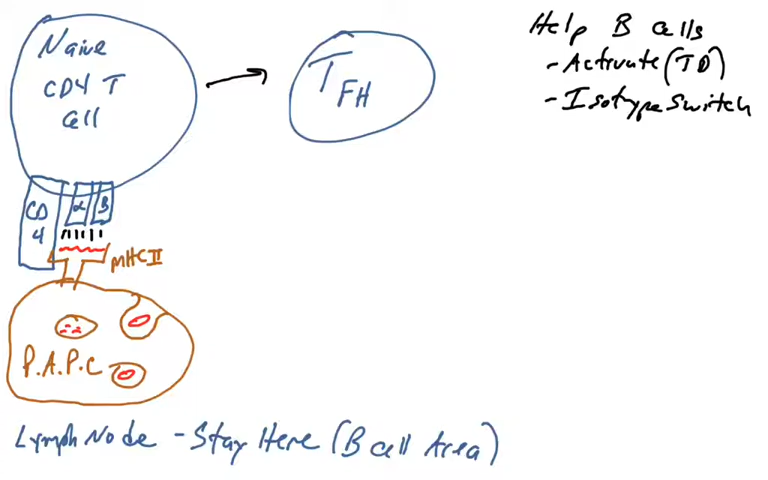 Naive
CD4 T
Cell
T FH
Help B Cells
- Activate (TD)
- Isotype Switch
CD
4
α
B
MHC II
P.A.P.C
Lymph Node - Stay Here (B cell Area)